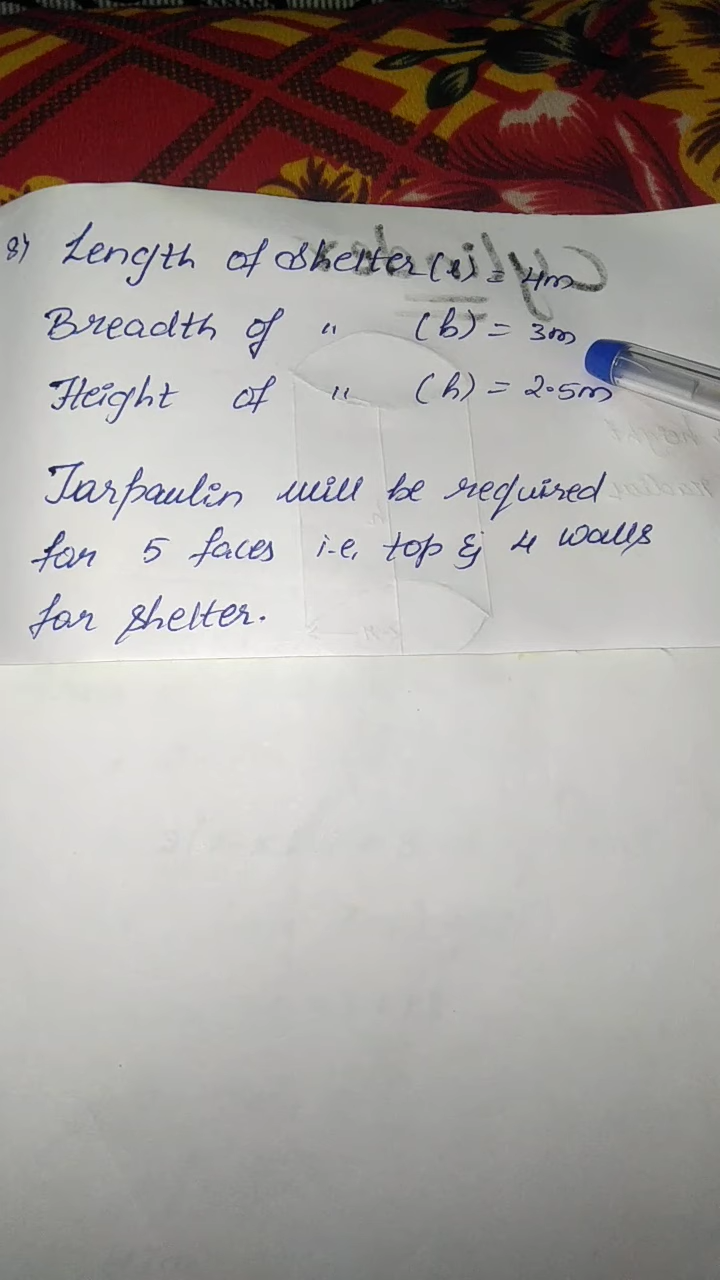 8) Length of shelter (l) = 4m
Breadth of " (b) = 3m
Height of " (h) = 2.5m
Tarpaulin will be required
for 5 faces i.e. top & 4 walls
for shelter.